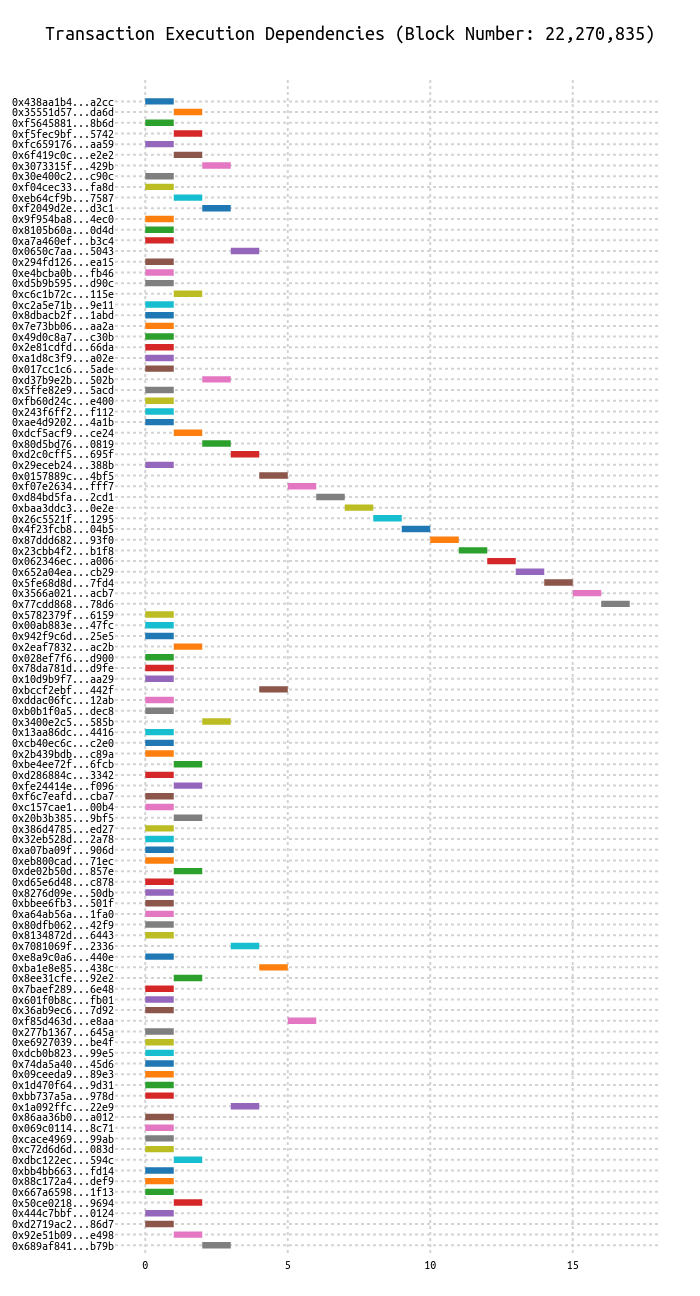 Transaction Execution Dependencies (Block Number: 22,270,835)
0x438aa1b4...a2cc
0x35551d57...da6d
0xf5645881...8b6d
0xf5fec9bf...5742
0xfc659176...aa59
0x6f419c0c...e2e2
0x3073315f...429b
0x30e400c2...c90c
0xf04cec33...fa8d
0xeb64cf9b...7587
0xf2049d2e...d3c1
0x9f954ba8...4ec0
0x8105b60a...0d4d
0xa7a460ef...b3c4
0x0650c7aa...5043
0x294fd126...ea15
0xe4bcba0b...fb46
0xd5b9b595...d90c
0xc6c1b72c...115e
0xc2a5e71b...9e11
0x8dbacb2f...1abd
0x7e73bb06...aa2a
0x49d0c8a7...c30b
0x2e81cdfd...66da
0xa1d8c3f9...a02e
0x017cc1c6...5ade
0xd37b9e2b...502b
0x5ffe82e9...5acd
0xfb60d24c...e400
0x243f6ff2...f112
0xae4d9202...4a1b
0xdcf5acf9...ce24
0x80d5bd76...0819
0xd2c0cff5...695f
0x29eceb24...388b
0x0157889c...4bf5
0xf07e2634...fff7
0xd84bd5fa...2cd1
0xbaa3ddc3...0e2e
0x26c5521f...1295
0x4f23fcb8...04b5
0x87ddd682...93f0
0x23cbb4f2...b1f8
0x062346ec...a006
0x652a04ea...cb29
0x5fe68d8d...7fd4
0x3566a021...acb7
0x77cdd868...78d6
0x5782379f...6159
0x00ab883e...47fc
0x942f9c6d...25e5
0x2eaf7832...ac2b
0x028ef7f6...d900
0x78da781d...d9fe
0x10d9b9f7...aa29
0xbccf2ebf...442f
0xddac06fc...12ab
0xb0b1f0a5...dec8
0x3400e2c5...585b
0x13aa86dc...4416
0xcb40ec6c...c2e0
0x2b439bdb...c89a
0xbe4ee72f...6fcb
0xd286884c...3342
0xfe24414e...f096
0xf6c7eafd...cba7
0xc157cae1...00b4
0x20b3b385...9bf5
0x386d4785...ed27
0x32eb528d...2a78
0xa07ba09f...906d
0xeb800cad...71ec
0xde02b50d...857e
0xd65e6d48...c878
0x8276d09e...50db
0xbbee6fb3...501f
0xa64ab56a...1fa0
0x80dfb062...42f9
0x8134872d...6443
0x7081069f...2336
0xe8a9c0a6...440e
0xba1e8e85...438c
0x8ee31cfe...92e2
0x7baef289...6e48
0x601f0b8c...fb01
0x36ab9ec6...7d92
0xf85d463d...e8aa
0x277b1367...645a
0xe6927039...be4f
0xdcb0b823...99e5
0x74da5a40...45d6
0x09ceeda9...89e3
0x1d470f64...9d31
0xbb737a5a...978d
0x1a092ffc...22e9
0x86aa36b0...a012
0x069c0114...8c71
0xcace4969...99ab
0xc72d6d6d...083d
0xdbc122ec...594c
0xbb4bb663...fd14
0x88c172a4...def9
0x667a6598...1f13
0x50ce0218...9694
0x444c7bbf...0124
0xd2719ac2...86d7
0x92e51b09...e498
0x689af841...b79b
0 5 10 15